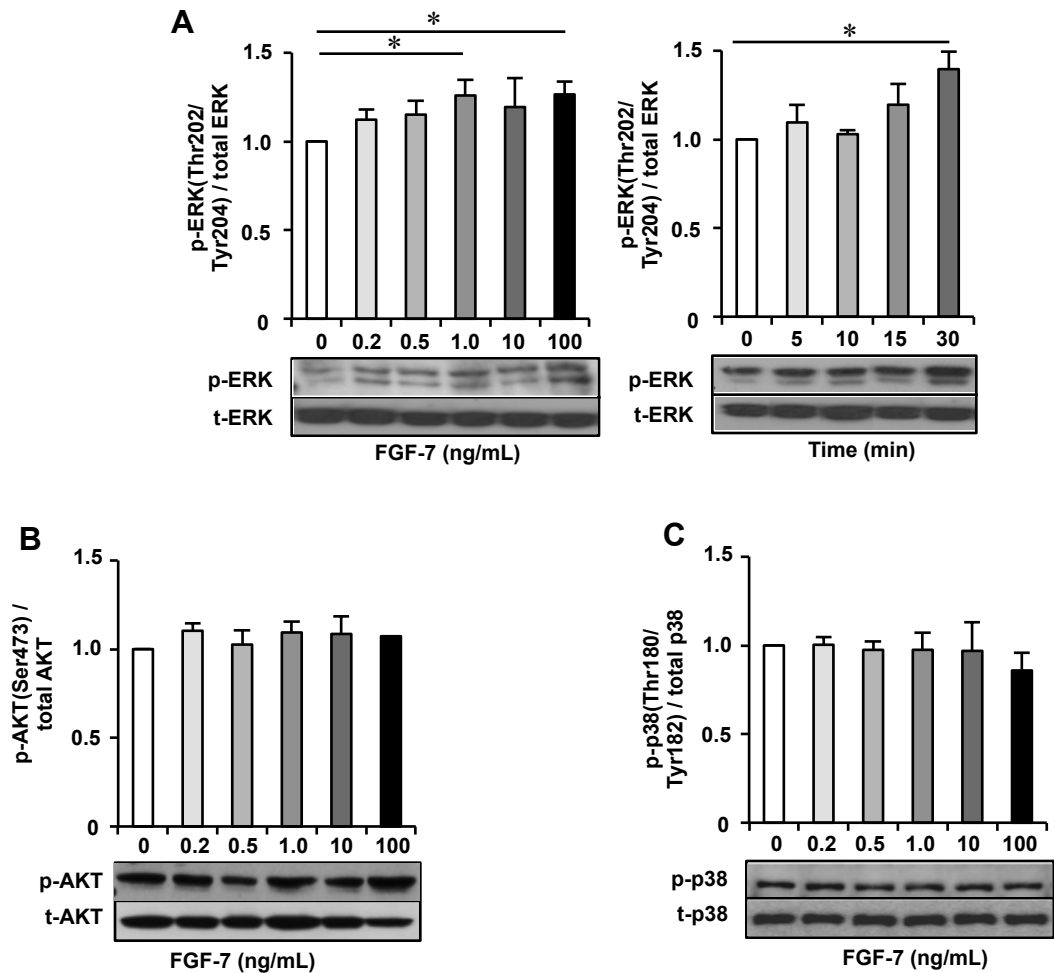 A
*
*
1.5
1.0
0.5
0
p-ERK(Thr202/
Tyr204) / total ERK
0 0.2 0.5 1.0 10 100
p-ERK
t-ERK
FGF-7 (ng/mL)
*
1.5
1.0
0.5
0
p-ERK(Thr202/
Tyr204) / total ERK
0 5 10 15 30
p-ERK
t-ERK
Time (min)
B
1.5
1.0
0.5
0
p-AKT(Ser473) /
total AKT
0 0.2 0.5 1.0 10 100
p-AKT
t-AKT
FGF-7 (ng/mL)
C
1.5
1.0
0.5
0
p-p38(Thr180/
Tyr182) / total p38
0 0.2 0.5 1.0 10 100
p-p38
t-p38
FGF-7 (ng/mL)